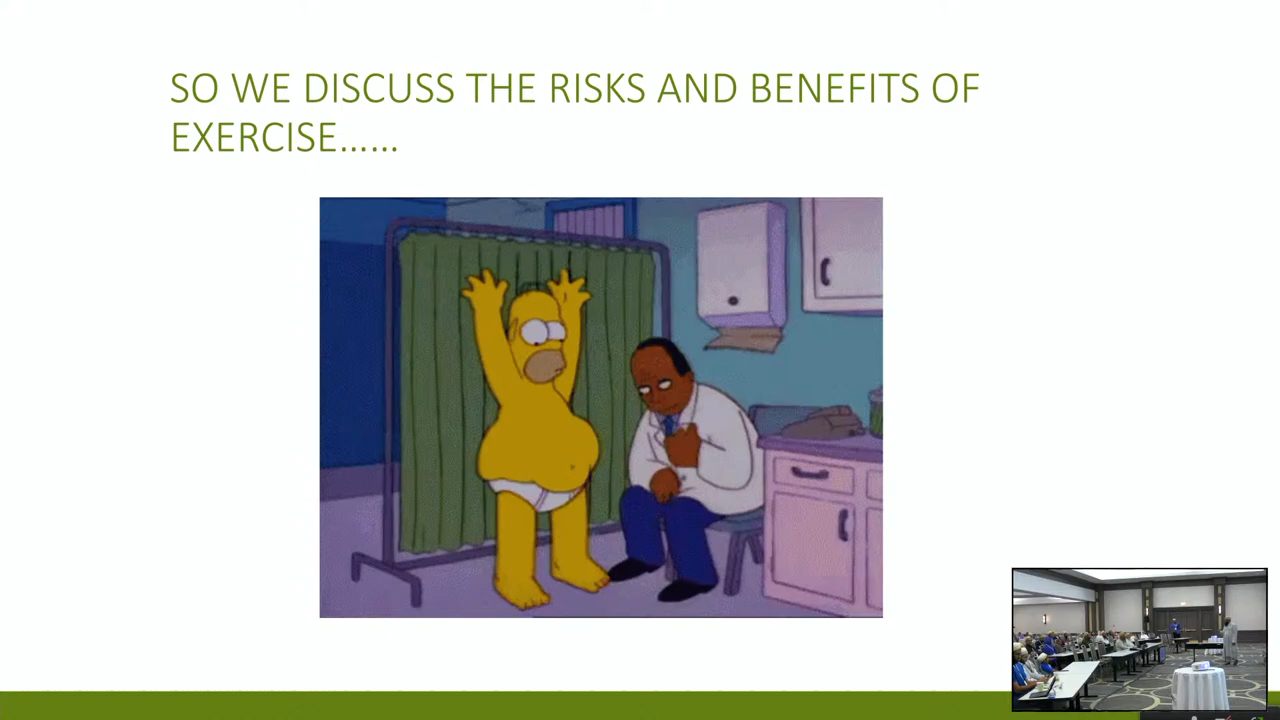 SO WE DISCUSS THE RISKS AND BENEFITS OF
EXERCISE……